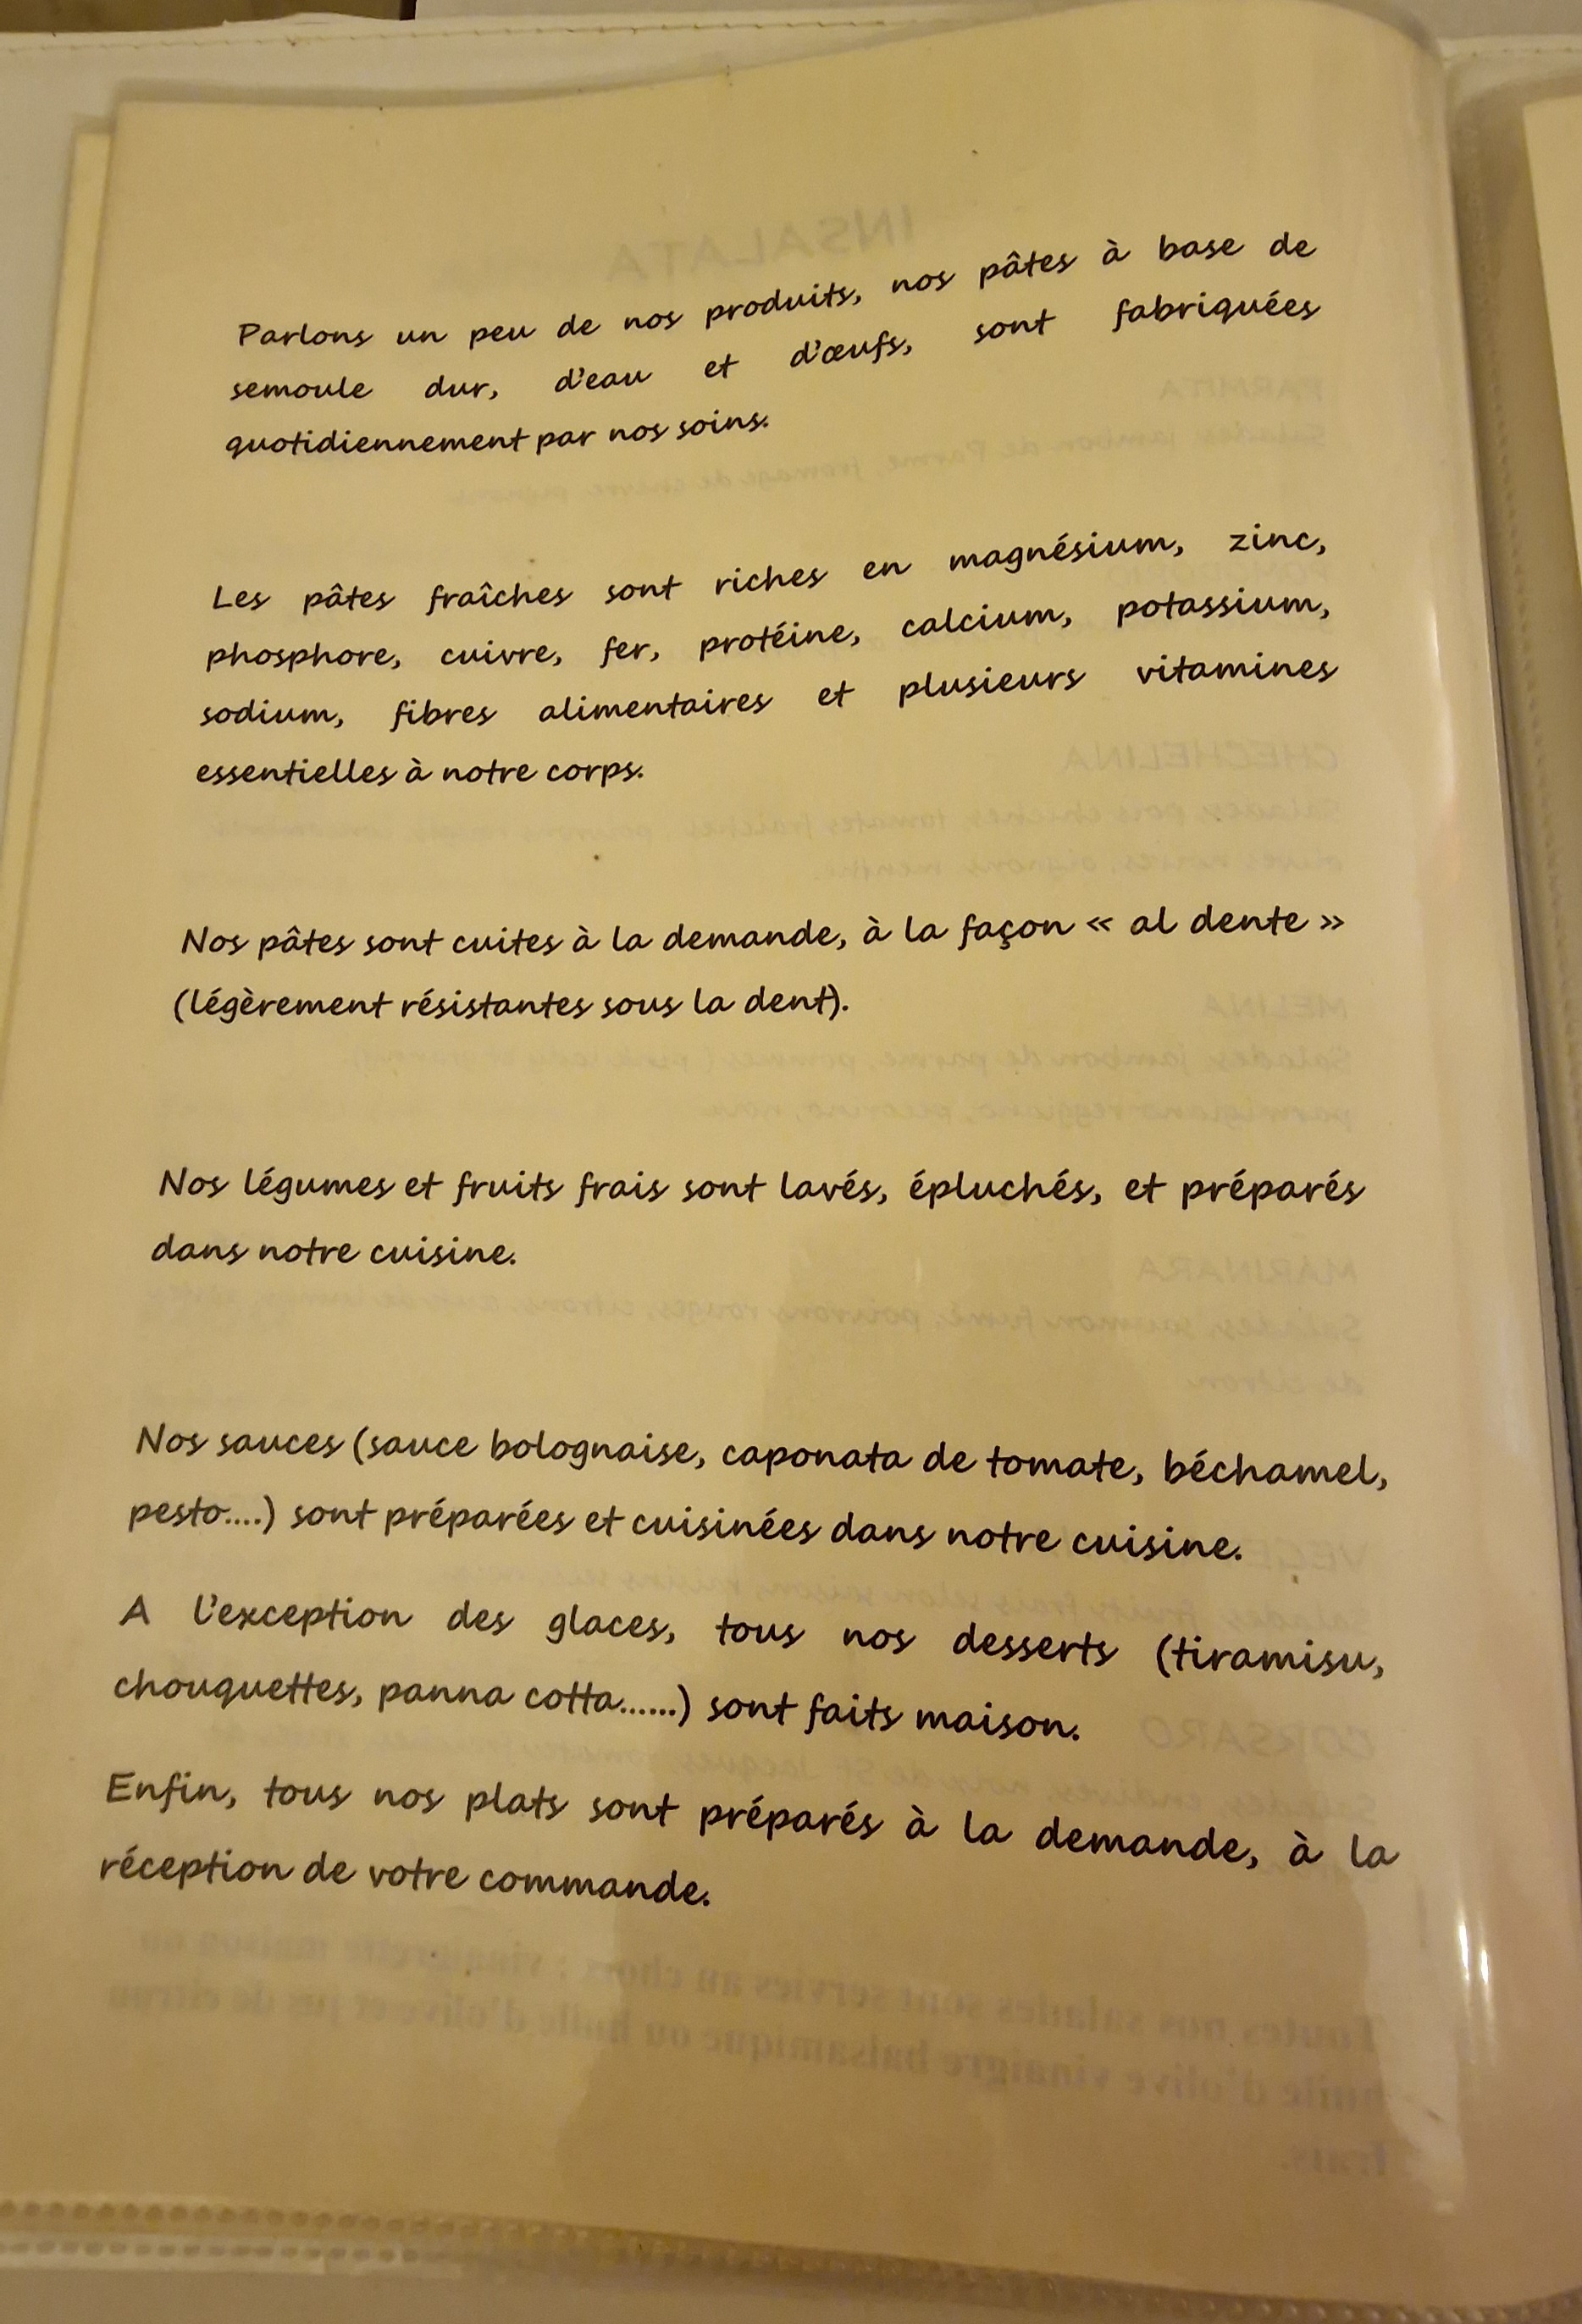 Parlons un peu de nos produits, nos pâtes à base de
semoule dur, d'eau et d'œufs, sont fabriquées
quotidiennement par nos soins.
Les pâtes fraîches sont riches en magnésium, zinc,
phosphore, cuivre, fer, protéine, calcium, potassium,
sodium, fibres alimentaires et plusieurs vitamines
essentielles à notre corps.
Nos pâtes sont cuites à la demande, à la façon « al dente »
(légèrement résistantes sous la dent).
Nos légumes et fruits frais sont lavés, épluchés, et préparés
dans notre cuisine.
Nos sauces (sauce bolognaise, caponata de tomate, béchamel,
pesto....) sont préparées et cuisinées dans notre cuisine.
A l'exception des glaces, tous nos desserts (tiramisu,
chouquettes, panna cotta......) sont faits maison.
Enfin, tous nos plats sont préparés à la demande, à la
réception de votre commande.